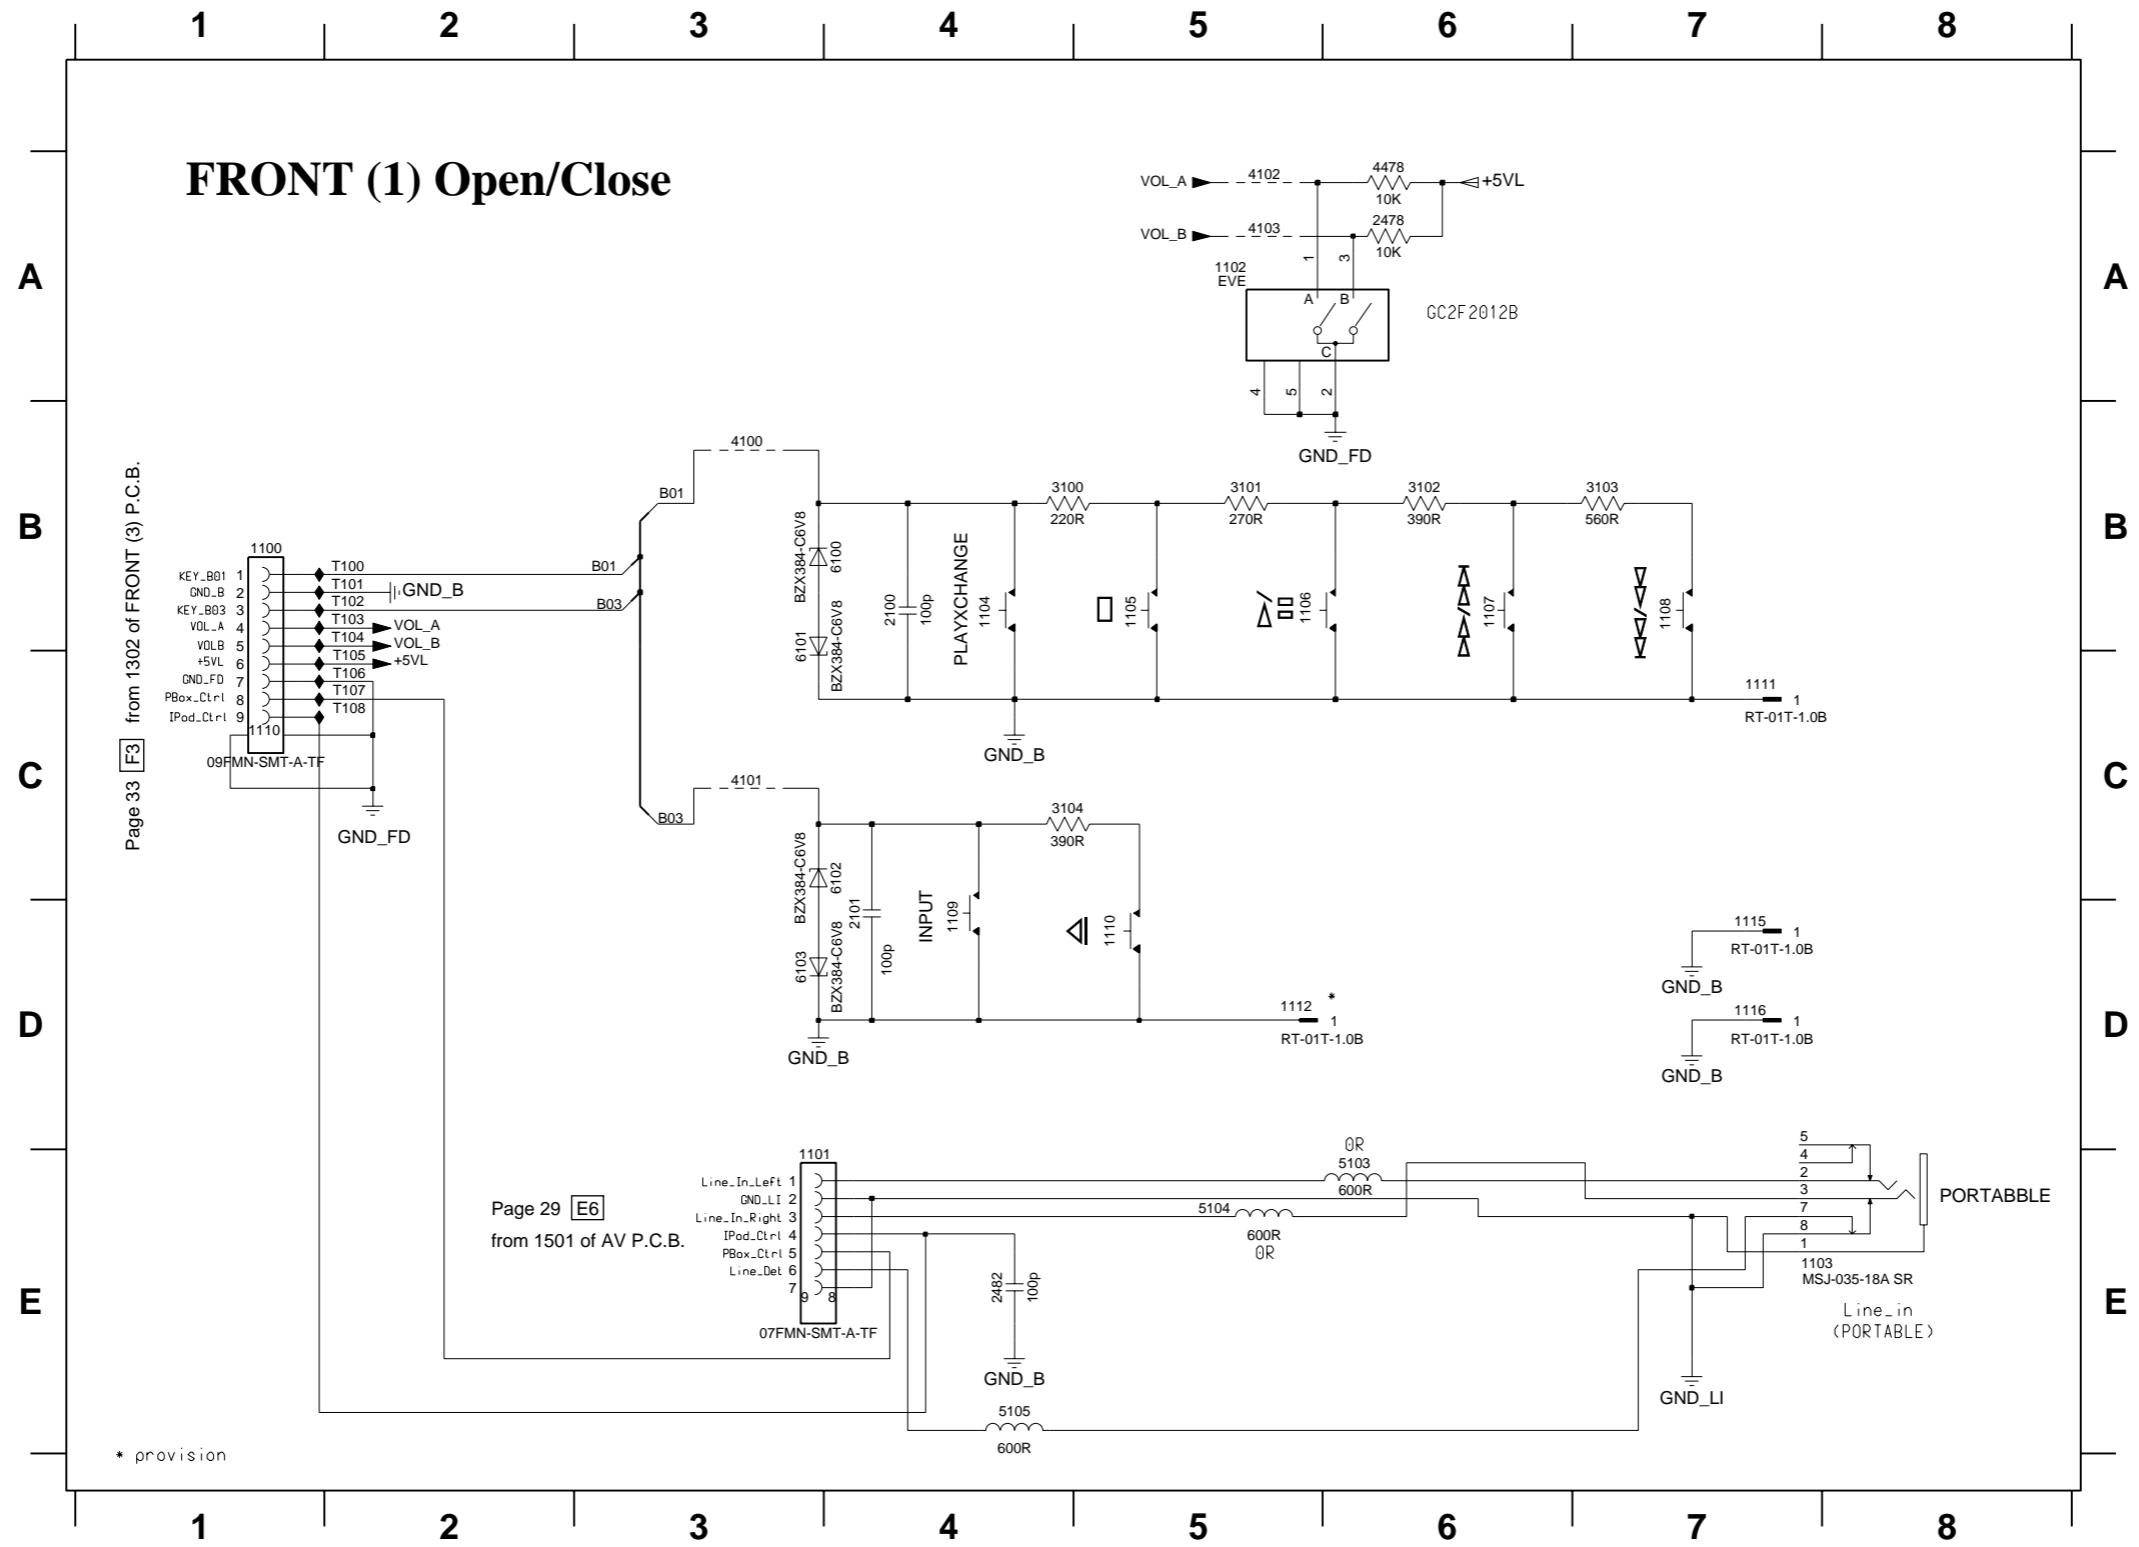 1 2 3 4 5 6 7 8
FRONT (1) Open/Close
A A
B B
C C
D D
E E
VOL_A 4102 4478 +5VL
10K
VOL_B 4103 2478
10K
1 3
1102
EVE
A B
GC2F2012B
C
4 5 2
GND_FD
Page 33 F3 from 1302 of FRONT (3) P.C.B.
1100
KEY_B01 1 T100
GND_B 2 T101 GND_B
KEY_B03 3 T102
VOL_A 4 T103 VOL_A
VOLB 5 T104 VOL_B
+5VL 6 T105 +5VL
GND_FD 7 T106
PBox_Ctrl 8 T107
IPod_Ctrl 9 T108
1110
09FMN-SMT-A-TF
GND_FD
B01
B03
B01
4100
BZX384-C6V8
6100
6101
BZX384-C6V8
2100
100p
PLAYXCHANGE
1104
3100
220R
1105
3101
270R
1106
3102
390R
1107
3103
560R
1108
1111
1
RT-01T-1.0B
GND_B
B03
4101
BZX384-C6V8
6102
6103
BZX384-C6V8
2101
100p
INPUT
1109
3104
390R
1110
1112 *
1
RT-01T-1.0B
GND_B
1115
1
RT-01T-1.0B
GND_B
1116
1
RT-01T-1.0B
GND_B
Page 29 E6
from 1501 of AV P.C.B.
1101
Line_In_Left 1
GND_LI 2
Line_In_Right 3
IPod_Ctrl 4
PBox_Ctrl 5
Line_Det 6
7
9 8
07FMN-SMT-A-TF
2482
100p
GND_B
0R
5103
600R
5104
600R
0R
5105
600R
5
4
2
3
7
8
1
PORTABBLE
1103
MSJ-035-18A SR
Line_in
(PORTABLE)
GND_LI
* provision
1 2 3 4 5 6 7 8